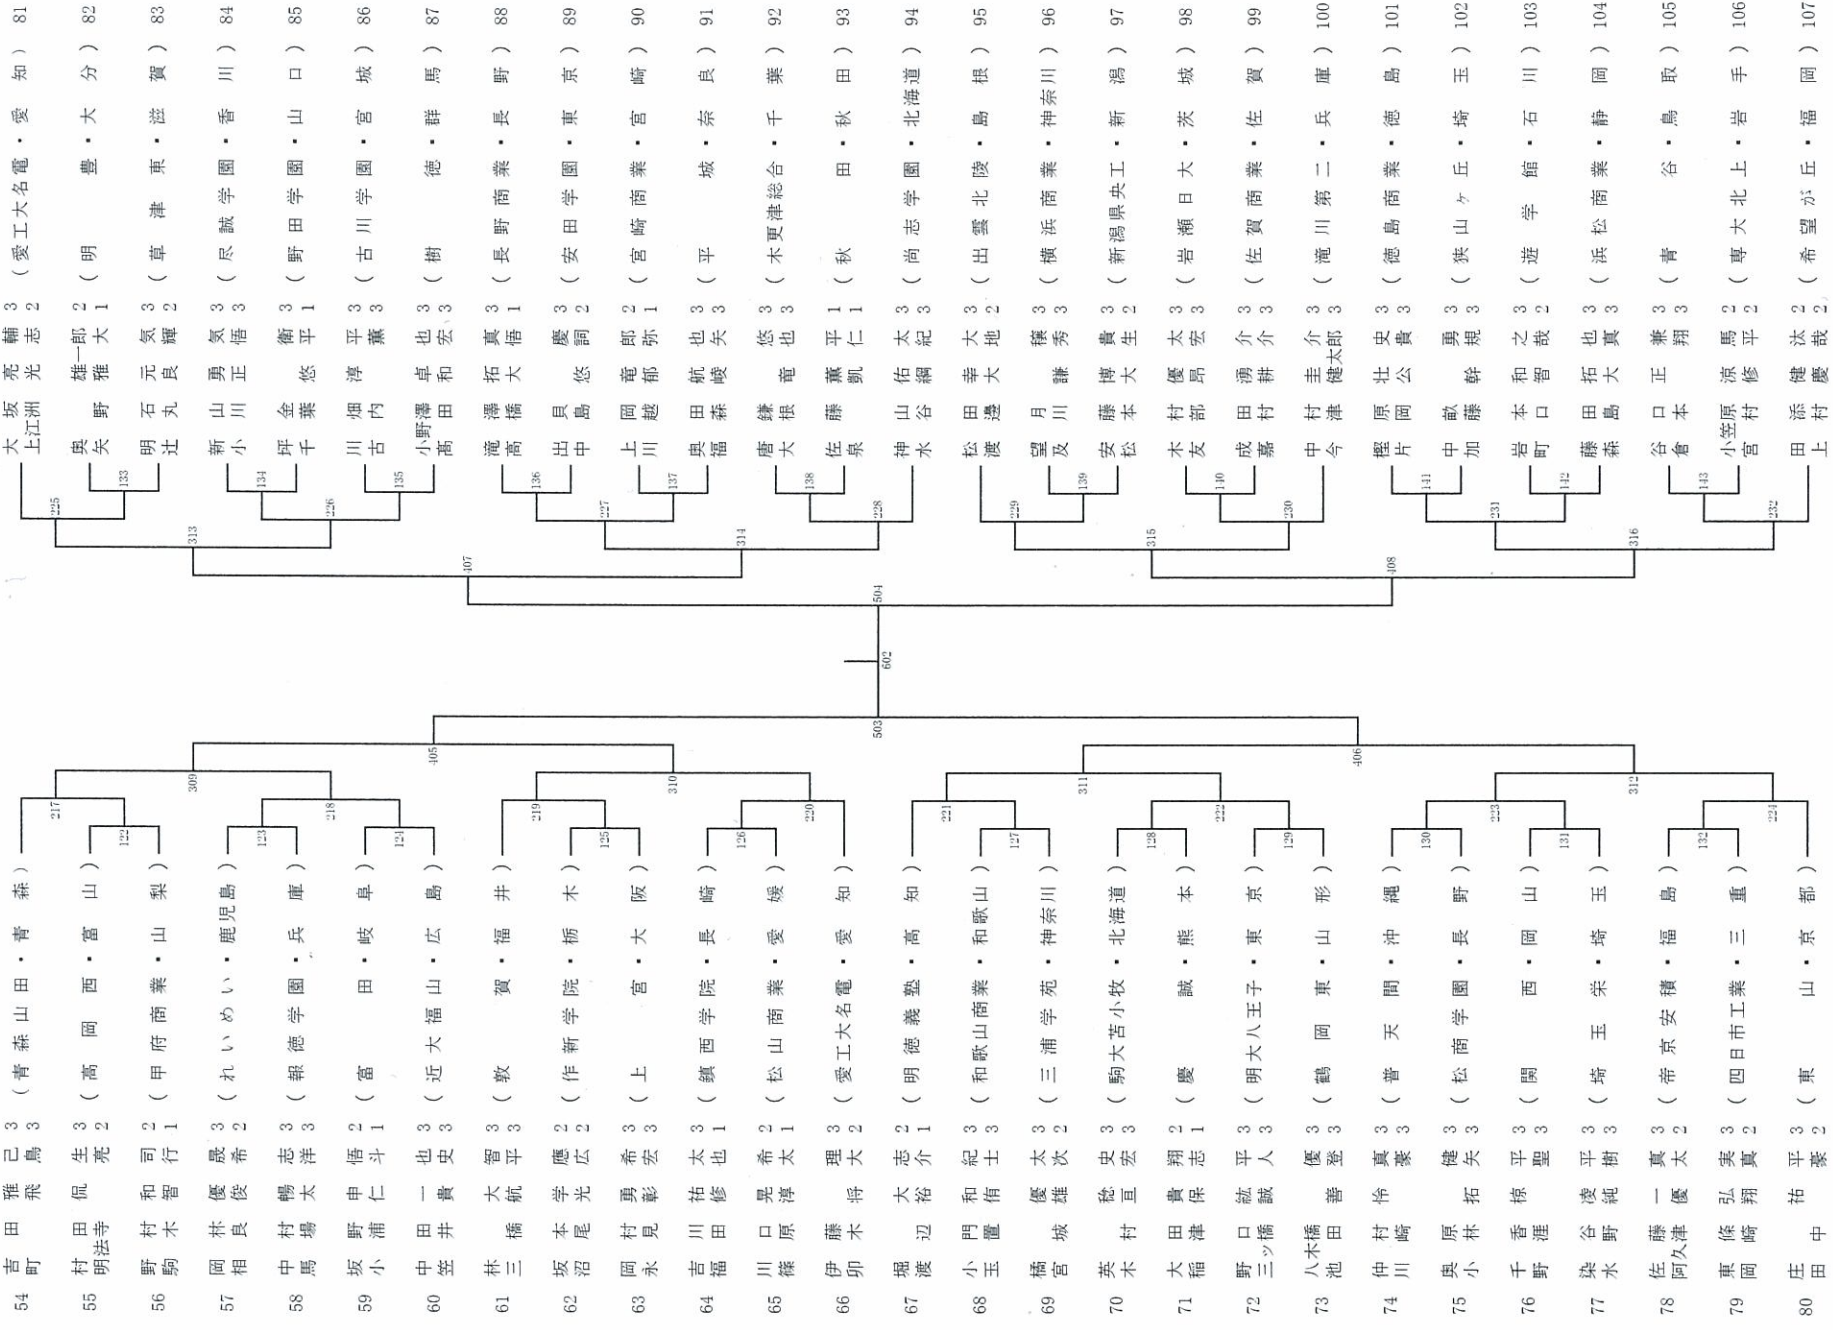 54 吉田雅己 3 （青森山田・青森）
町飛鳥 3
55 村田侃生 3 （高岡西・富山）
明法寺亮 2
56 野村和司 2 （甲府商業・山梨）
駒木智行 1
57 岡林優晟 3 （れいめい・鹿児島）
相良俊希 2
58 中村暢志 3 （報徳学園・兵庫）
馬場太洋 3
59 坂野申悟 2 （富田・岐阜）
小浦仁斗 1
60 中田一也 3 （近大福山・広島）
笠井貴史 3
61 林大智 3 （敦賀・福井）
三橋航平 3
62 坂本学應 2 （作新学院・栃木）
沼尾光広 2
63 岡村勇希 3 （上宮・大阪）
永見彰宏 3
64 吉川祐太 3 （鎮西学院・長崎）
福田修也 1
65 川口晃希 2 （松山商業・愛媛）
篠原淳太 1
66 伊藤理 3 （愛工大名電・愛知）
卯木将大 2
67 堀大志 2 （明徳義塾・高知）
渡辺裕介 1
68 小門和紀 3 （和歌山商業・和歌山）
玉置侑士 3
69 橘優太 3 （三浦学苑・神奈川）
宮城雄次 2
70 英稔史 3 （駒大苫小牧・北海道）
木村亘宏 3
71 大田貴翔 2 （慶誠・熊本）
稲津保志 1
72 野口紘平 3 （明大八王子・東京）
三ッ橋誠人 3
73 八木橋優 3 （鶴岡東・山形）
池田善登 3
74 仲村怜真 3 （普天間・沖縄）
川崎豪 3
75 奥原健 3 （松商学園・長野）
小林拓矢 3
76 千香椋平 3 （関西・岡山）
野涯聖 3
77 染谷凌平 3 （埼玉栄・埼玉）
水野純樹 3
78 佐藤一真 3 （帝京安積・福島）
阿久津優太 2
79 東條弘実 3 （四日市工業・三重）
岡崎翔真 2
80 庄祐平 3 （東山・京都）
田中豪 2
122
123
124
125
126
127
128
129
130
131
132
217
218
219
220
221
222
223
224
309
310
311
312
405
406
503
602
504
407
408
313
314
315
316
225
226
227
228
229
230
231
232
133
134
135
136
137
138
139
140
141
142
143
大坂亮輔 3 （愛工大名電・愛知） 81
上江洲光志 2
奥雄一郎 2 （明豊・大分） 82
矢野雅大 1
明石元気 3 （草津東・滋賀） 83
辻丸良輝 2
新山勇気 3 （尽誠学園・香川） 84
小川正悟 3
坪金衛 3 （野田学園・山口） 85
千葉悠平 1
川畑淳平 3 （古川学園・宮城） 86
古内薫 3
小野澤卓也 3 （樹徳・群馬） 87
髙田和宏 3
滝澤拓真 3 （長野商業・長野） 88
高橋大悟 1
出貝慶 3 （安田学園・東京） 89
中島悠詞 2
上岡竜郎 2 （宮崎商業・宮崎） 90
川越郁弥 1
奥田航也 3 （平城・奈良） 91
福森崚矢 3
唐鎌悠 3 （木更津総合・千葉） 92
大根竜也 3
佐藤薫平 1 （秋田・秋田） 93
泉凱仁 1
神山佑太 3 （尚志学園・北海道） 94
水谷綱紀 3
松田幸大 3 （出雲北陵・島根） 95
渡邊大地 2
望月穣 3 （横浜商業・神奈川） 96
及川謙秀 3
安藤博貴 3 （新潟県央工・新潟） 97
松本大生 2
木村優太 3 （岩瀬日大・茨城） 98
友部昂宏 3
成田湧介 3 （佐賀商業・佐賀） 99
嘉村耕介 3
中村圭介 3 （滝川第二・兵庫） 100
今津健太郎 3
樫原壮史 3 （徳島商業・徳島） 101
片岡公貴 3
中畝勇 3 （狭山ヶ丘・埼玉） 102
加藤幹規 3
岩本和之 3 （遊学館・石川） 103
町口智哉 2
藤田拓也 3 （浜松商業・静岡） 104
森島大真 3
谷口兼 3 （青谷・鳥取） 105
倉本正翔 3
小笠原涼馬 2 （専大北上・岩手） 106
宮村修平 2
田添健汰 2 （希望が丘・福岡） 107
上村慶哉 2